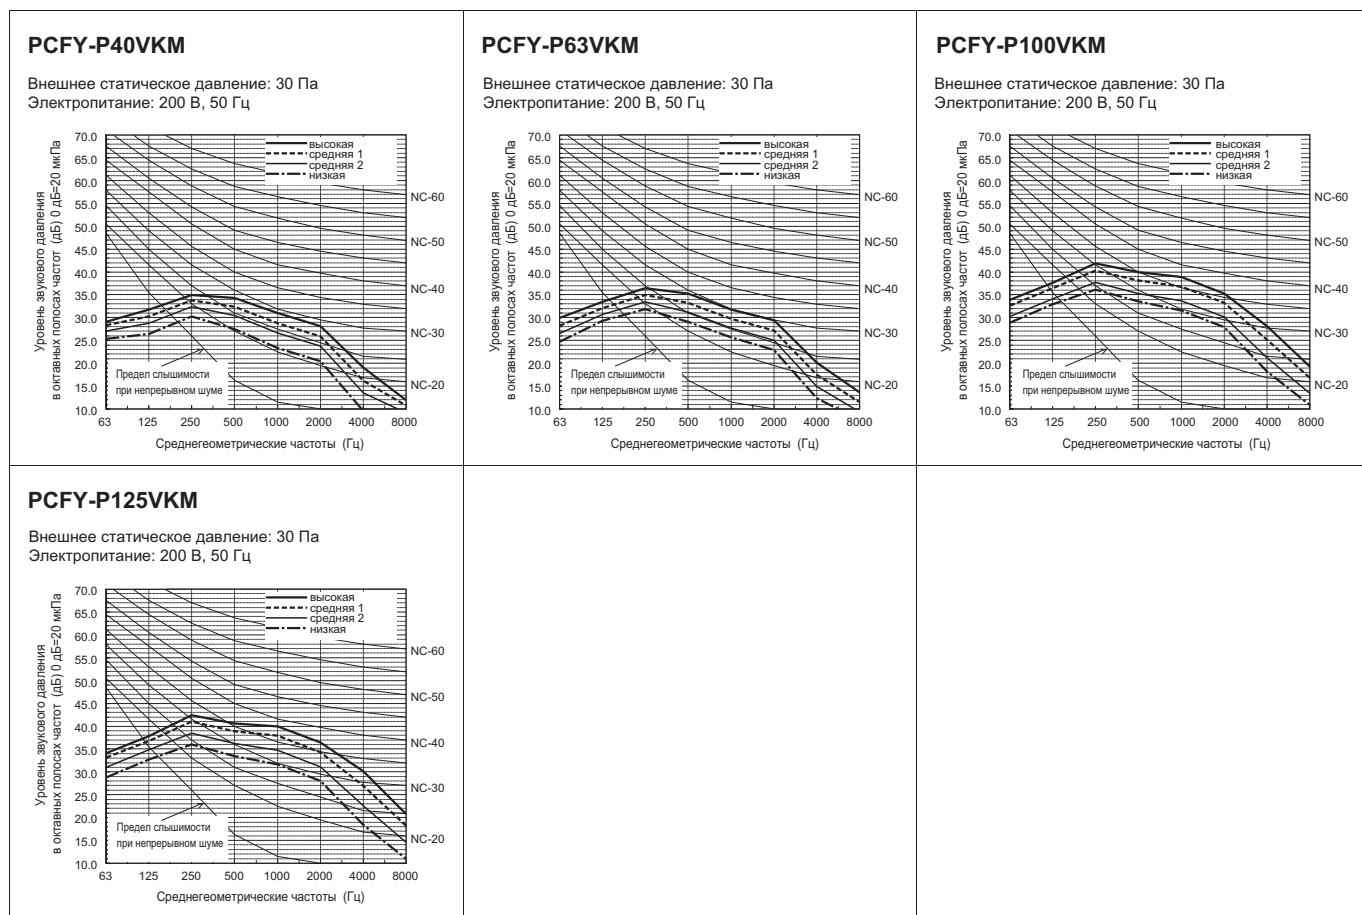 PCFY-P40VKM
Внешнее статическое давление: 30 Па
Электропитание: 200 В, 50 Гц
Уровень звукового давления
в октавных полосах частот (дБ) 0 дБ=20 мкПа
70.0
65.0
60.0
55.0
50.0
45.0
40.0
35.0
30.0
25.0
20.0
15.0
10.0
высокая
средняя 1
средняя 2
низкая
NC-60
NC-50
NC-40
NC-30
NC-20
Предел слышимости
при непрерывном шуме
63 125 250 500 1000 2000 4000 8000
Среднегеометрические частоты (Гц)
PCFY-P63VKM
Внешнее статическое давление: 30 Па
Электропитание: 200 В, 50 Гц
Уровень звукового давления
в октавных полосах частот (дБ) 0 дБ=20 мкПа
70.0
65.0
60.0
55.0
50.0
45.0
40.0
35.0
30.0
25.0
20.0
15.0
10.0
высокая
средняя 1
средняя 2
низкая
NC-60
NC-50
NC-40
NC-30
NC-20
Предел слышимости
при непрерывном шуме
63 125 250 500 1000 2000 4000 8000
Среднегеометрические частоты (Гц)
PCFY-P100VKM
Внешнее статическое давление: 30 Па
Электропитание: 200 В, 50 Гц
Уровень звукового давления
в октавных полосах частот (дБ) 0 дБ=20 мкПа
70.0
65.0
60.0
55.0
50.0
45.0
40.0
35.0
30.0
25.0
20.0
15.0
10.0
высокая
средняя 1
средняя 2
низкая
NC-60
NC-50
NC-40
NC-30
NC-20
Предел слышимости
при непрерывном шуме
63 125 250 500 1000 2000 4000 8000
Среднегеометрические частоты (Гц)
PCFY-P125VKM
Внешнее статическое давление: 30 Па
Электропитание: 200 В, 50 Гц
Уровень звукового давления
в октавных полосах частот (дБ) 0 дБ=20 мкПа
70.0
65.0
60.0
55.0
50.0
45.0
40.0
35.0
30.0
25.0
20.0
15.0
10.0
высокая
средняя 1
средняя 2
низкая
NC-60
NC-50
NC-40
NC-30
NC-20
Предел слышимости
при непрерывном шуме
63 125 250 500 1000 2000 4000 8000
Среднегеометрические частоты (Гц)